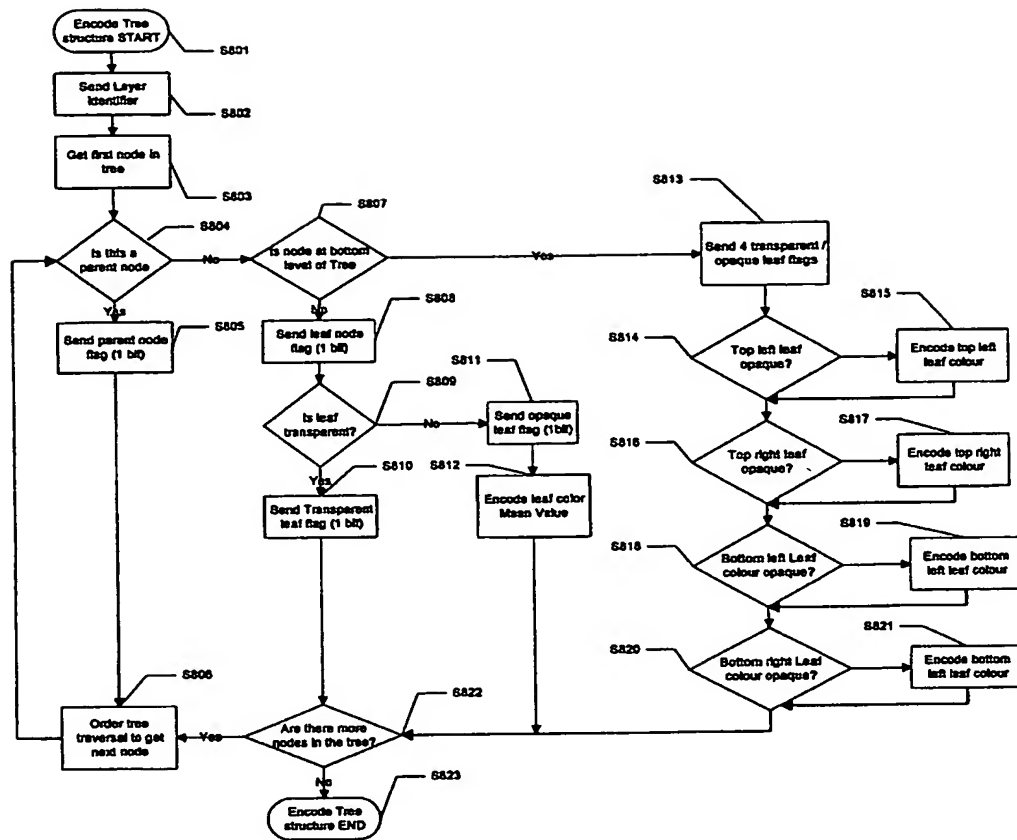 Encode Tree
structure START
S801
Send Layer
Identifier
S802
Get first node in
tree
S803
S804
Is this a
parent node
No
Yes
Send parent node
flag (1 bit)
S805
S806
Order tree
traversal to get
next node
S807
Is node at bottom
level of Tree
Yes
No
S808
Send leaf node
flag (1 bit)
S809
Is leaf
transparent?
No
Yes
S810
Send Transparent
leaf flag (1 bit)
S811
Send opaque
leaf flag (1bit)
S812
Encode leaf color
Mean Value
S813
Send 4 transparent /
opaque leaf flags
S814
Top left leaf
opaque?
S815
Encode top left
leaf colour
S816
Top right leaf
opaque?
S817
Encode top right
leaf colour
S818
Bottom left Leaf
colour opaque?
S819
Encode bottom
left leaf colour
S820
Bottom right Leaf
colour opaque?
S821
Encode bottom
left leaf colour
S822
Are there more
nodes in the tree?
Yes
No
S823
Encode Tree
structure END